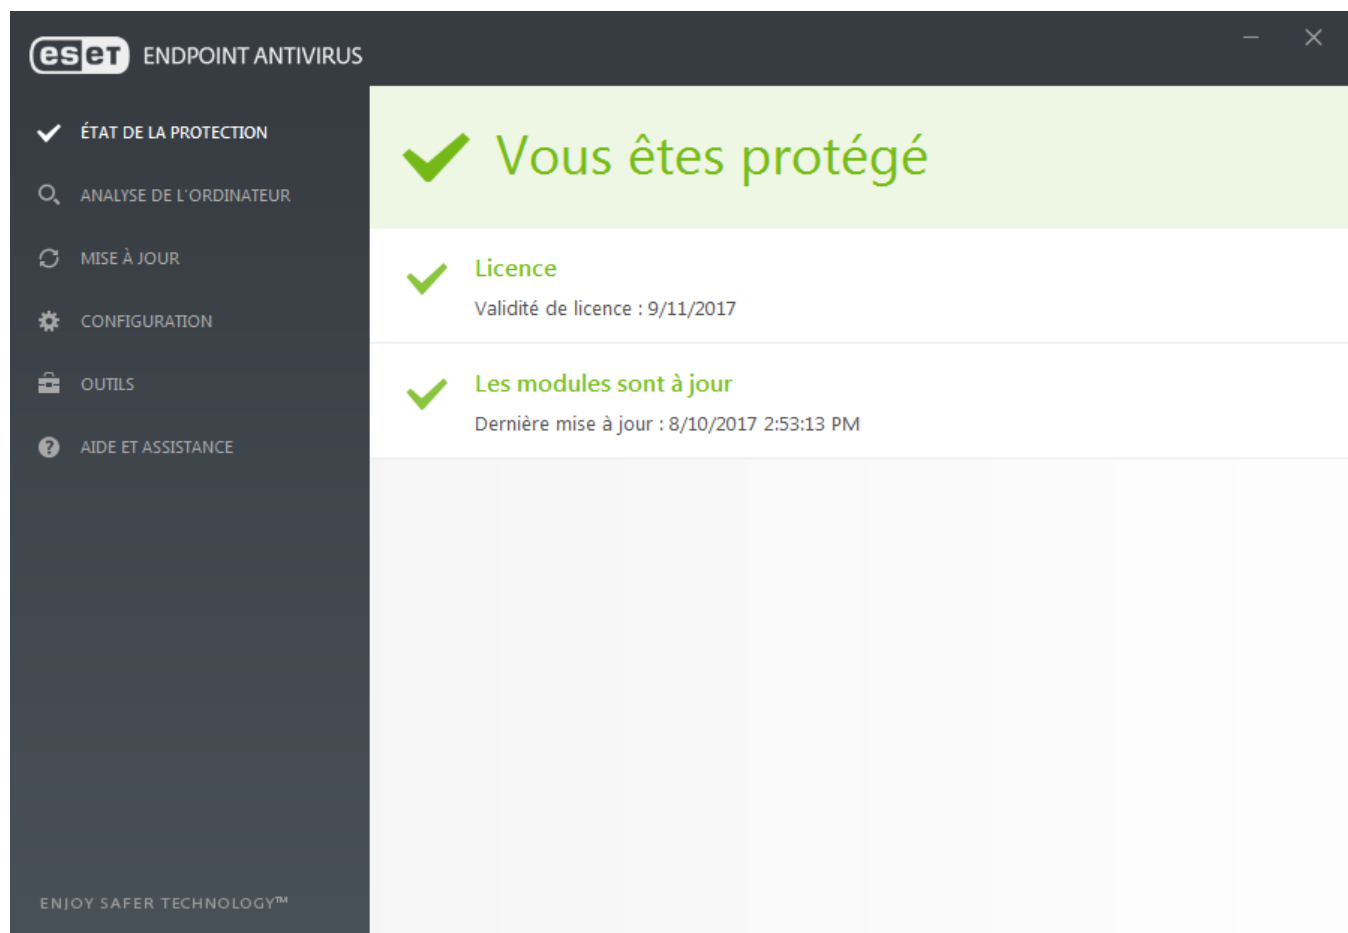 eset ENDPOINT ANTIVIRUS
ÉTAT DE LA PROTECTION
ANALYSE DE L'ORDINATEUR
MISE À JOUR
CONFIGURATION
OUTILS
AIDE ET ASSISTANCE
ENJOY SAFER TECHNOLOGY™
Vous êtes protégé
Licence
Validité de licence : 9/11/2017
Les modules sont à jour
Dernière mise à jour : 8/10/2017 2:53:13 PM